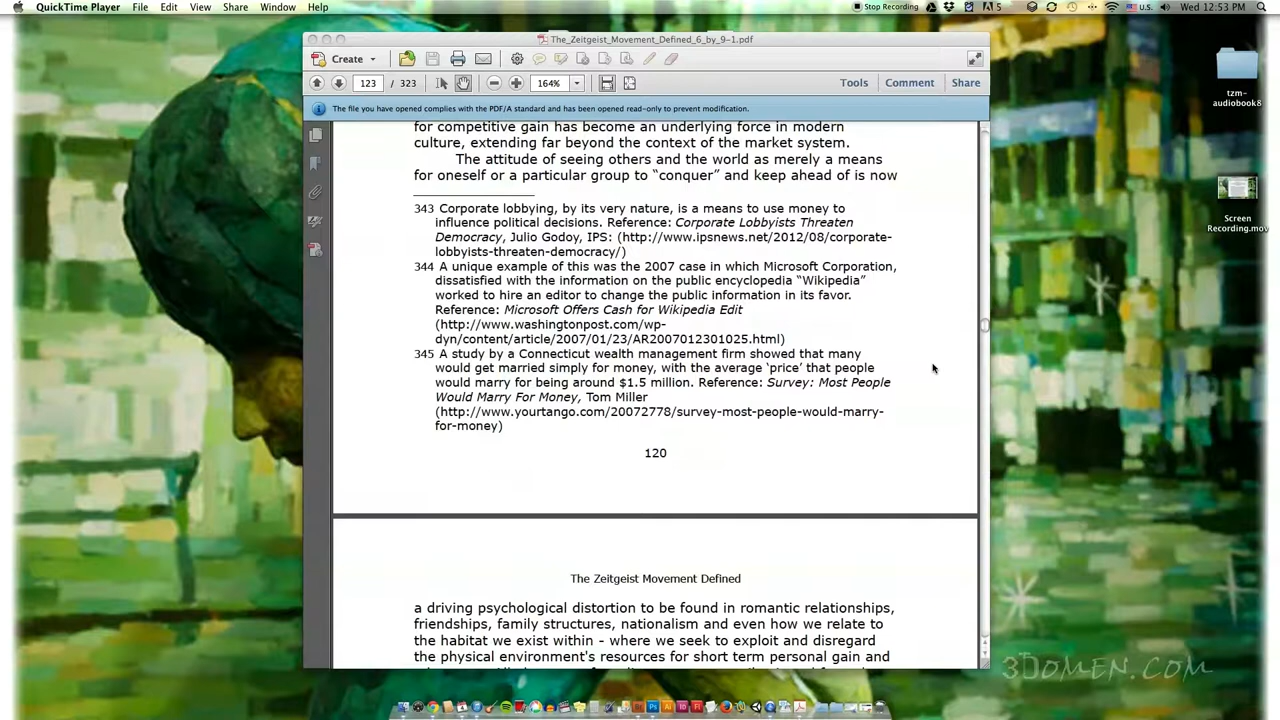 QuickTime Player File Edit View Share Window Help
Stop Recording 5 U.S. Wed 12:53 PM
The_Zeitgeist_Movement_Defined_6_by_9-1.pdf
Create
123 / 323 164% Tools Comment Share
The file you have opened complies with the PDF/A standard and has been opened read-only to prevent modification.
for competitive gain has become an underlying force in modern
culture, extending far beyond the context of the market system.
The attitude of seeing others and the world as merely a means
for oneself or a particular group to “conquer” and keep ahead of is now
343 Corporate lobbying, by its very nature, is a means to use money to
influence political decisions. Reference: Corporate Lobbyists Threaten
Democracy, Julio Godoy, IPS: (http://www.ipsnews.net/2012/08/corporate-
lobbyists-threaten-democracy/)
344 A unique example of this was the 2007 case in which Microsoft Corporation,
dissatisfied with the information on the public encyclopedia “Wikipedia”
worked to hire an editor to change the public information in its favor.
Reference: Microsoft Offers Cash for Wikipedia Edit
(http://www.washingtonpost.com/wp-
dyn/content/article/2007/01/23/AR2007012301025.html)
345 A study by a Connecticut wealth management firm showed that many
would get married simply for money, with the average ‘price’ that people
would marry for being around $1.5 million. Reference: Survey: Most People
Would Marry For Money, Tom Miller
(http://www.yourtango.com/20072778/survey-most-people-would-marry-
for-money)
120
The Zeitgeist Movement Defined
a driving psychological distortion to be found in romantic relationships,
friendships, family structures, nationalism and even how we relate to
the habitat we exist within - where we seek to exploit and disregard
the physical environment's resources for short term personal gain and
tzm-
audiobook8
Screen
Recording.mov
3DOMEN.COM